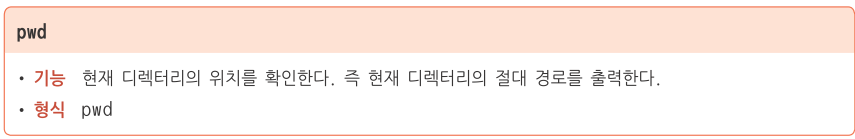 pwd
• 기능 현재 디렉터리의 위치를 확인한다. 즉 현재 디렉터리의 절대 경로를 출력한다.
• 형식 pwd